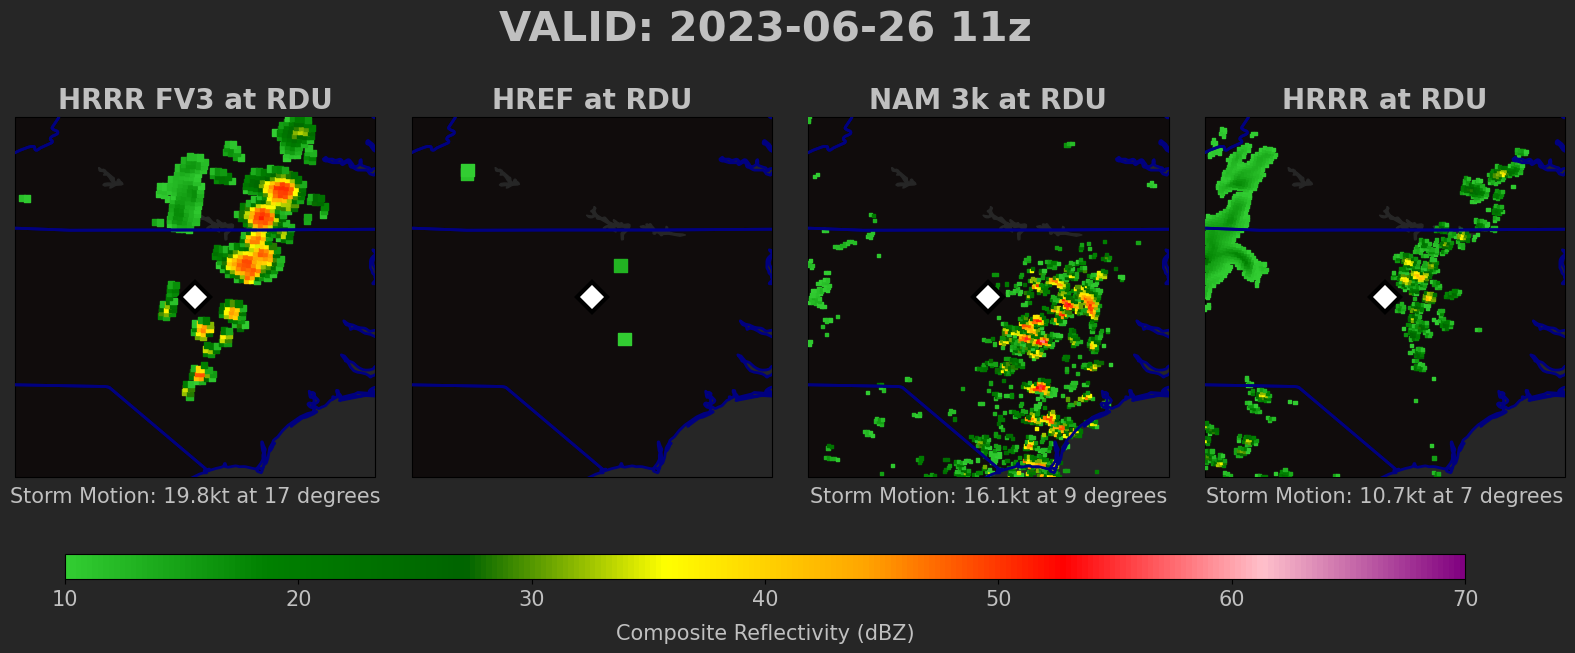 VALID: 2023-06-26 11z
HRRR FV3 at RDU
HREF at RDU
NAM 3k at RDU
HRRR at RDU
Storm Motion: 19.8kt at 17 degrees
Storm Motion: 16.1kt at 9 degrees
Storm Motion: 10.7kt at 7 degrees
10 20 30 40 50 60 70
Composite Reflectivity (dBZ)